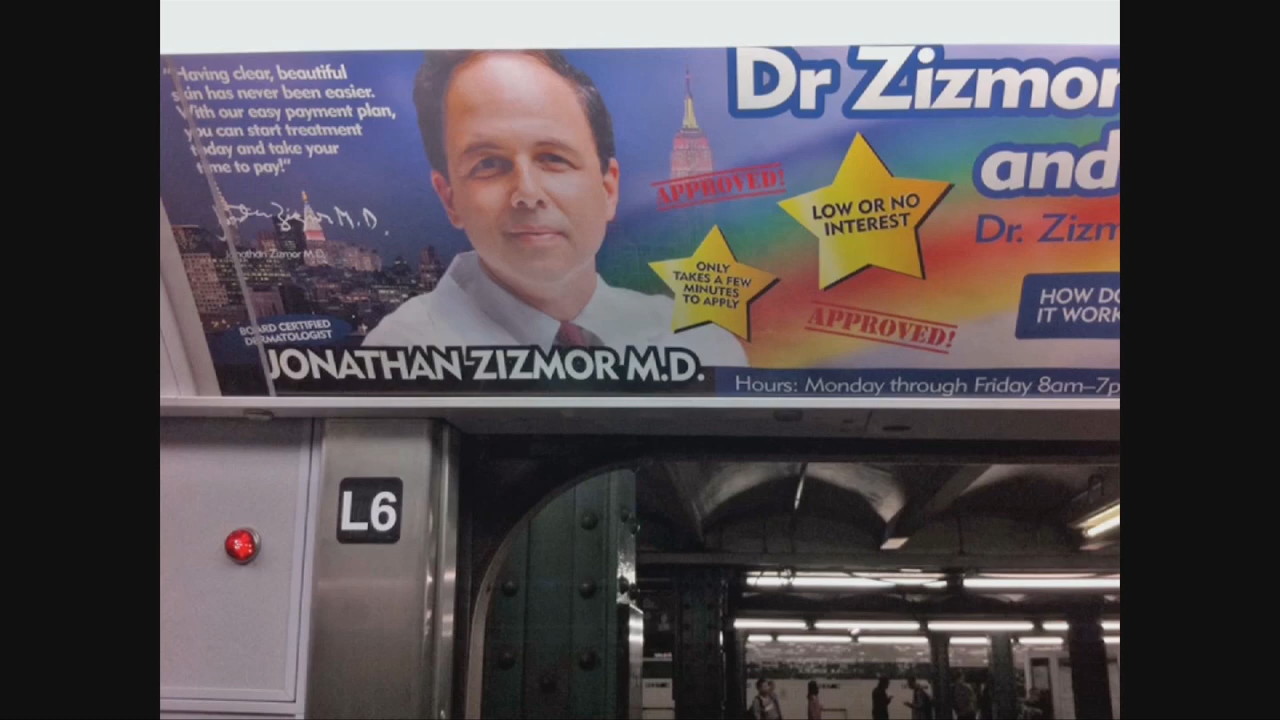 "Having clear, beautiful
skin has never been easier.
With our easy payment plan,
you can start treatment
today and take your
time to pay!"
Jonathan Zizmor M.D.
BOARD CERTIFIED
DERMATOLOGIST
JONATHAN ZIZMOR M.D.
APPROVED!
ONLY
TAKES A FEW
MINUTES
TO APPLY
LOW OR NO
INTEREST
APPROVED!
Dr Zizmor
and
Dr. Zizm
HOW DO
IT WORK
Hours: Monday through Friday 8am–7p
L6